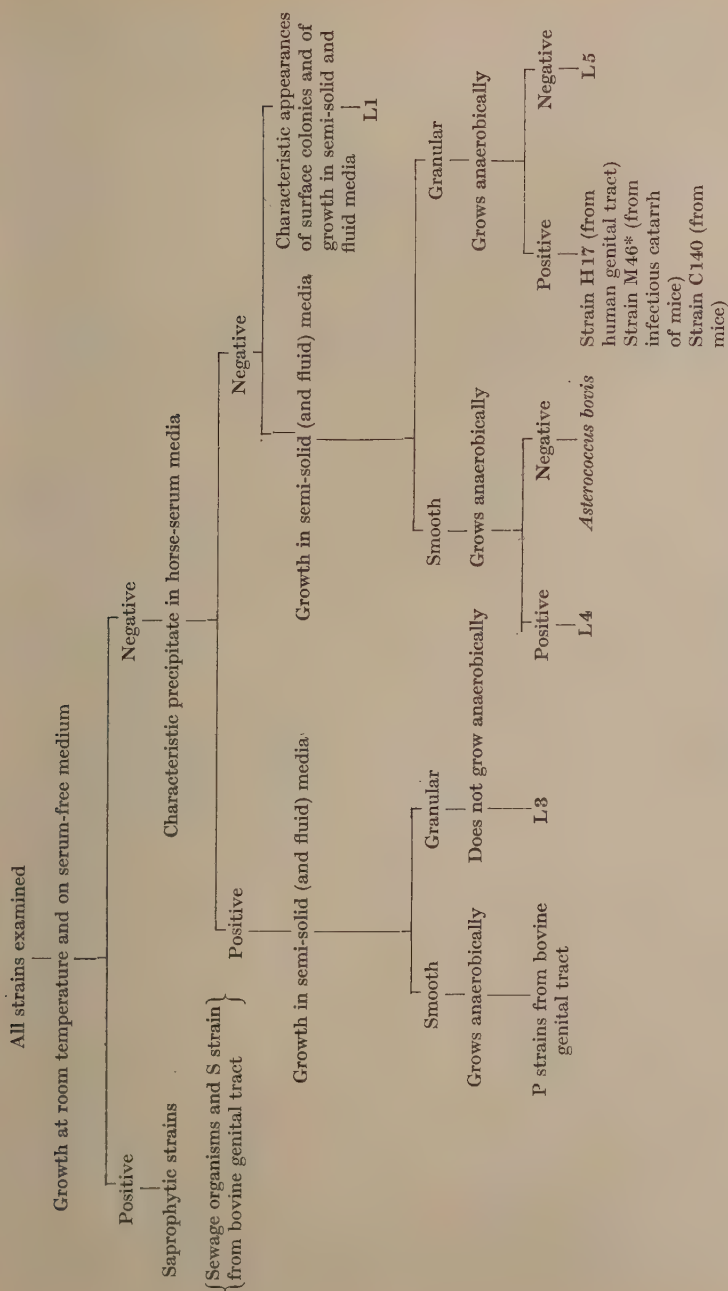 All strains examined
Growth at room temperature and on serum-free medium
Positive
Negative
Saprophytic strains
Characteristic precipitate in horse-serum media
{Sewage organisms and S strain}
{from bovine genital tract}
Positive
Negative
Growth in semi-solid (and fluid) media
Growth in semi-solid (and fluid) media
Characteristic appearances
of surface colonies and of
growth in semi-solid and
fluid media
L1
Smooth
Granular
Smooth
Granular
Grows anaerobically
Does not grow anaerobically
Grows anaerobically
Grows anaerobically
P strains from bovine
genital tract
L3
Positive
Negative
Positive
Negative
L4
Asterococcus bovis
Strain H17 (from
human genital tract)
Strain M46* (from
infectious catarrh
of mice)
Strain C140 (from
mice)
L5